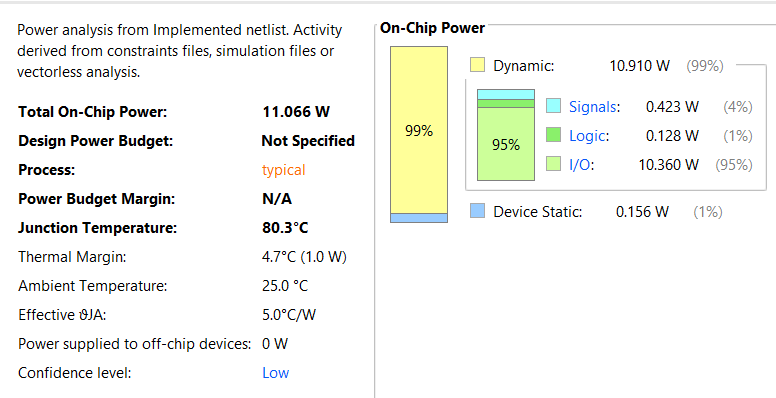 Power analysis from Implemented netlist. Activity
derived from constraints files, simulation files or
vectorless analysis.
Total On-Chip Power: 11.066 W
Design Power Budget: Not Specified
Process: typical
Power Budget Margin: N/A
Junction Temperature: 80.3°C
Thermal Margin: 4.7°C (1.0 W)
Ambient Temperature: 25.0 °C
Effective ϑJA: 5.0°C/W
Power supplied to off-chip devices: 0 W
Confidence level: Low
On-Chip Power
99%
Dynamic: 10.910 W (99%)
95%
Signals: 0.423 W (4%)
Logic: 0.128 W (1%)
I/O: 10.360 W (95%)
Device Static: 0.156 W (1%)